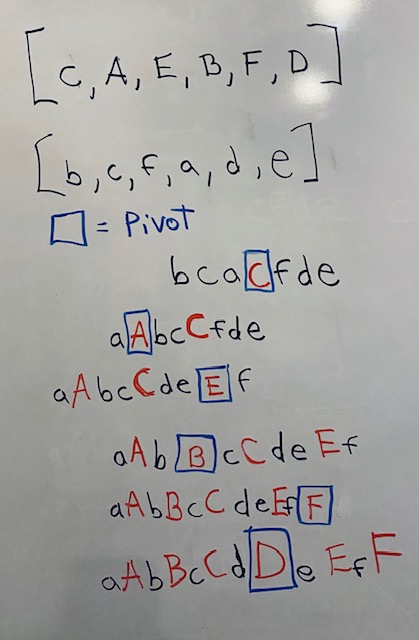 [C, A, E, B, F, D]
[b, c, f, a, d, e]
= Pivot
bcaCfde
aAbcCfde
aAbcCdeEf
aAbBcCdeEf
aAbBcCdeEfF
aAbBcCdDeEfF